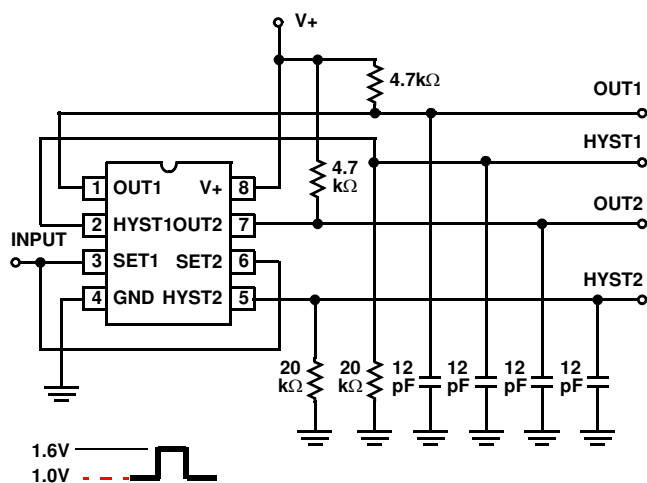 V+
4.7kΩ
OUT1
HYST1
4.7
kΩ
1 OUT1 V+ 8
2 HYST1OUT2 7
OUT2
INPUT
3 SET1 SET2 6
4 GND HYST2 5
HYST2
20
kΩ
20
kΩ
12
pF
12
pF
12
pF
12
pF
1.6V
1.0V